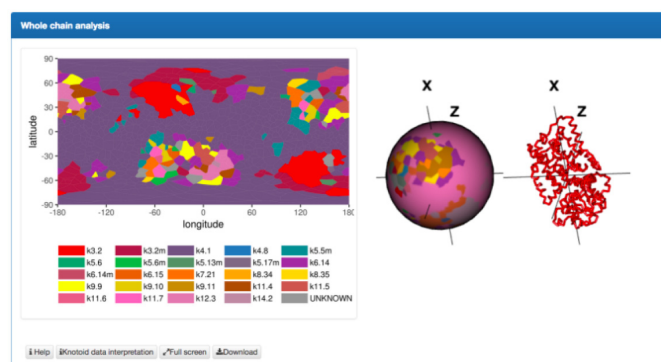 Whole chain analysis
90
60
30
0
-30
-60
-90
latitude
-180 -120 -60 0 60 120 180
longitude
k3.2 k3.2m k4.1 k4.8 k5.5m
k5.6 k5.6m k5.13m k5.17m k6.14
k6.14m k6.15 k7.21 k8.34 k8.35
k9.9 k9.10 k9.11 k11.4 k11.5
k11.6 k11.7 k12.3 k14.2 UNKNOWN
X
Z
X
Z
i Help iKnotoid data interpretation Full screen Download